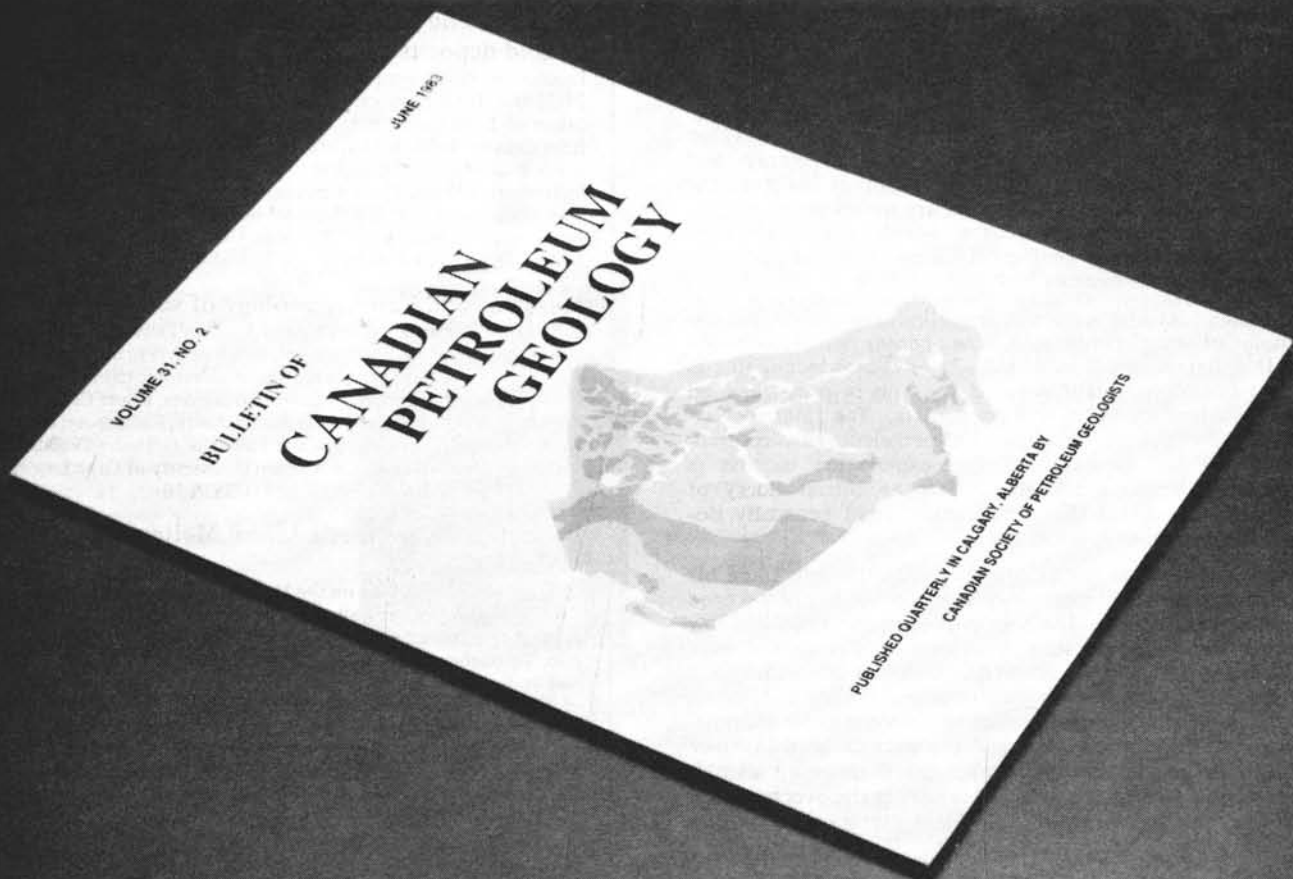 VOLUME 31, NO. 2
JUNE 1983
BULLETIN OF
CANADIAN
PETROLEUM
GEOLOGY
PUBLISHED QUARTERLY IN CALGARY, ALBERTA BY
CANADIAN SOCIETY OF PETROLEUM GEOLOGISTS